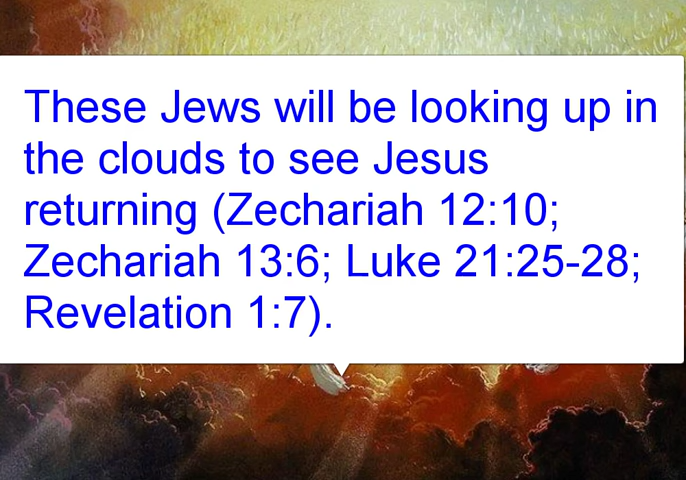 These Jews will be looking up in
the clouds to see Jesus
returning (Zechariah 12:10;
Zechariah 13:6; Luke 21:25-28;
Revelation 1:7).